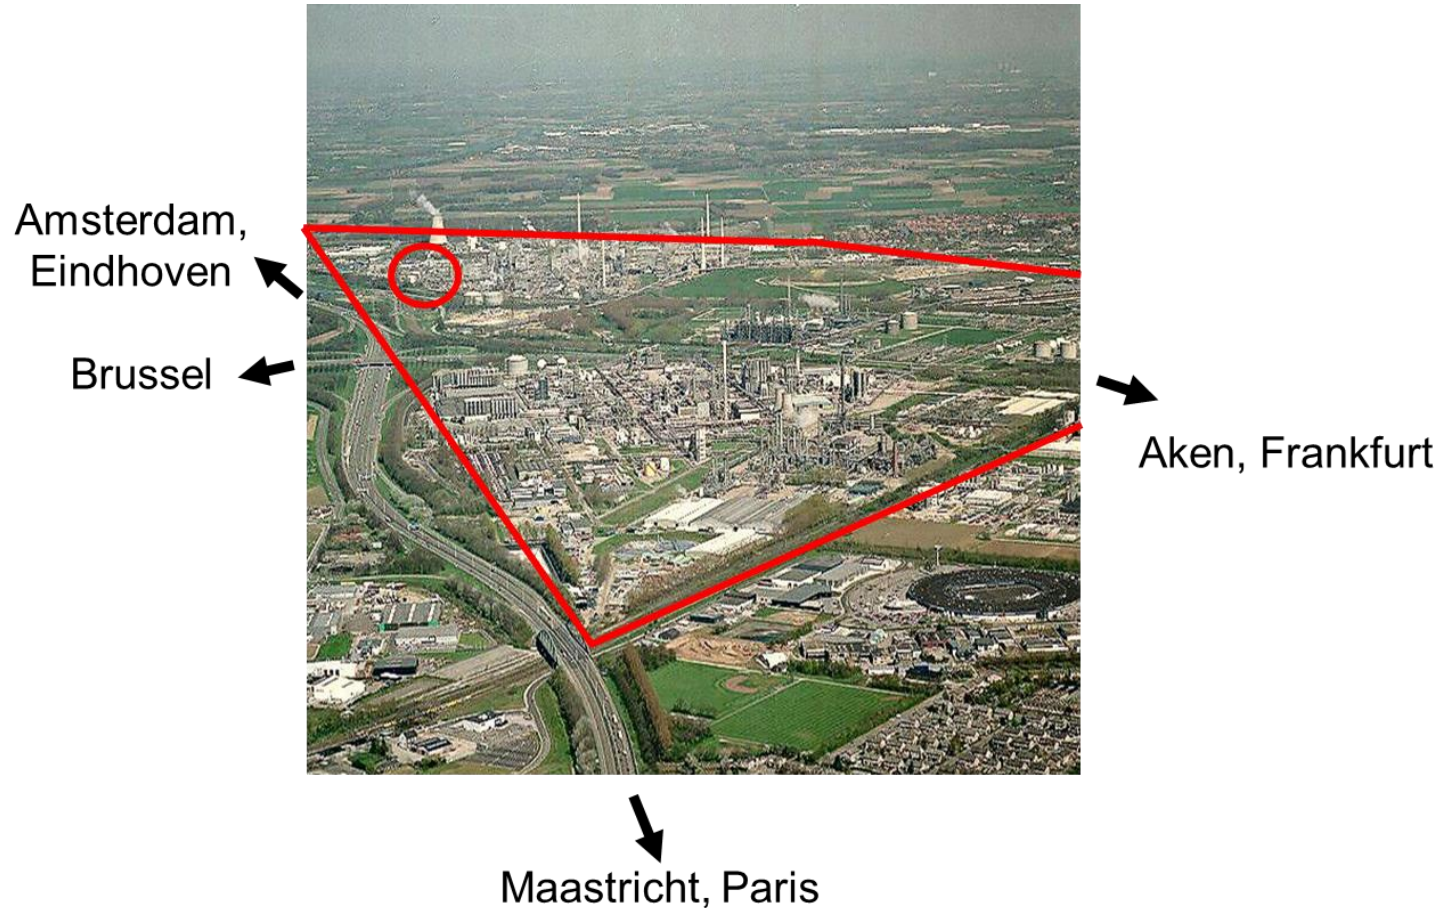 Amsterdam,
Eindhoven
Brussel
Aken, Frankfurt
Maastricht, Paris